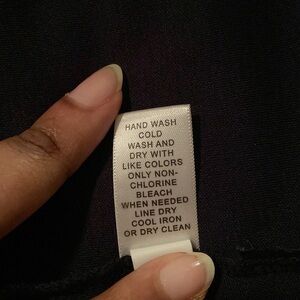 HAND WASH
COLD
WASH AND
DRY WITH
LIKE COLORS
ONLY NON-
CHLORINE
BLEACH
WHEN NEEDED
LINE DRY
COOL IRON
OR DRY CLEAN